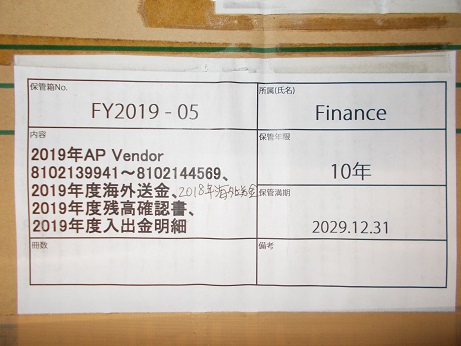 保管箱No.
FY2019 - 05
所属(氏名)
Finance
内容
2019年AP Vendor
8102139941～8102144569、
2019年度海外送金、2018年海外送金
2019年度残高確認書、
2019年度入出金明細
保管年限
10年
保管満期
2029.12.31
冊数
備考